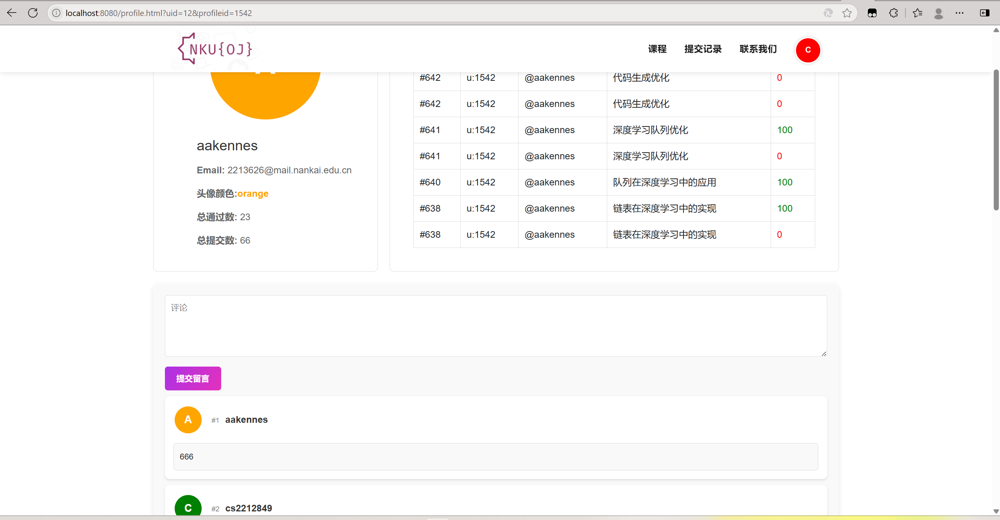 localhost:8080/profile.html?uid=12&profileid=1542
NKU{OJ}
课程 提交记录 联系我们 C
#642 u:1542 @aakennes 代码生成优化 0
#642 u:1542 @aakennes 代码生成优化 0
#641 u:1542 @aakennes 深度学习队列优化 100
#641 u:1542 @aakennes 深度学习队列优化 0
#640 u:1542 @aakennes 队列在深度学习中的应用 100
#638 u:1542 @aakennes 链表在深度学习中的实现 100
#638 u:1542 @aakennes 链表在深度学习中的实现 0
aakennes
Email: 2213626@mail.nankai.edu.cn
头像颜色:orange
总通过数: 23
总提交数: 66
评论
提交留言
A #1 aakennes
666
C #2 cs2212849